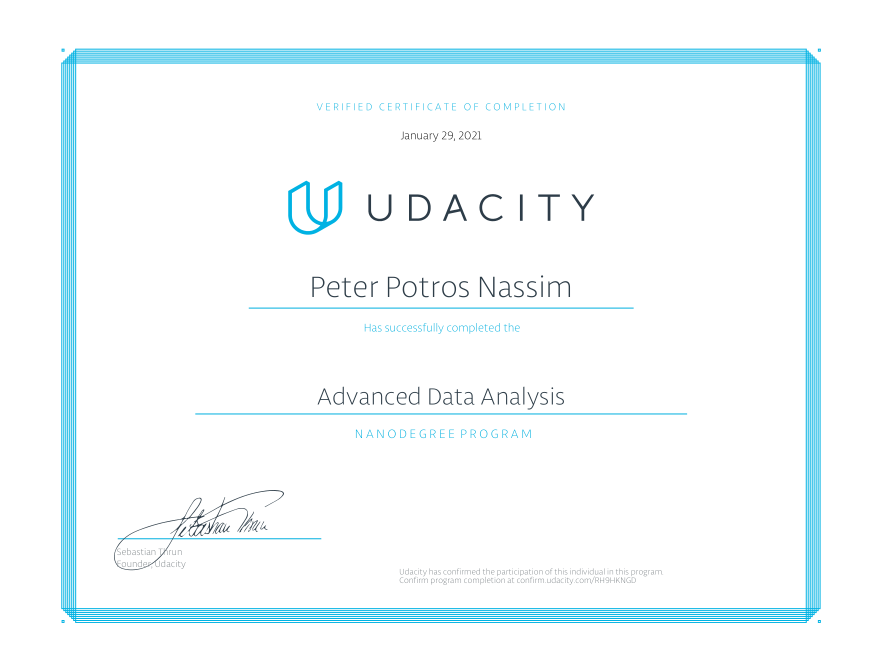 VERIFIED CERTIFICATE OF COMPLETION
January 29, 2021
UDACITY
Peter Potros Nassim
Has successfully completed the
Advanced Data Analysis
NANODEGREE PROGRAM
Sebastian Thrun
Sebastian Thrun
Founder, Udacity
Udacity has confirmed the participation of this individual in this program.
Confirm program completion at confirm.udacity.com/RH9HKNGD